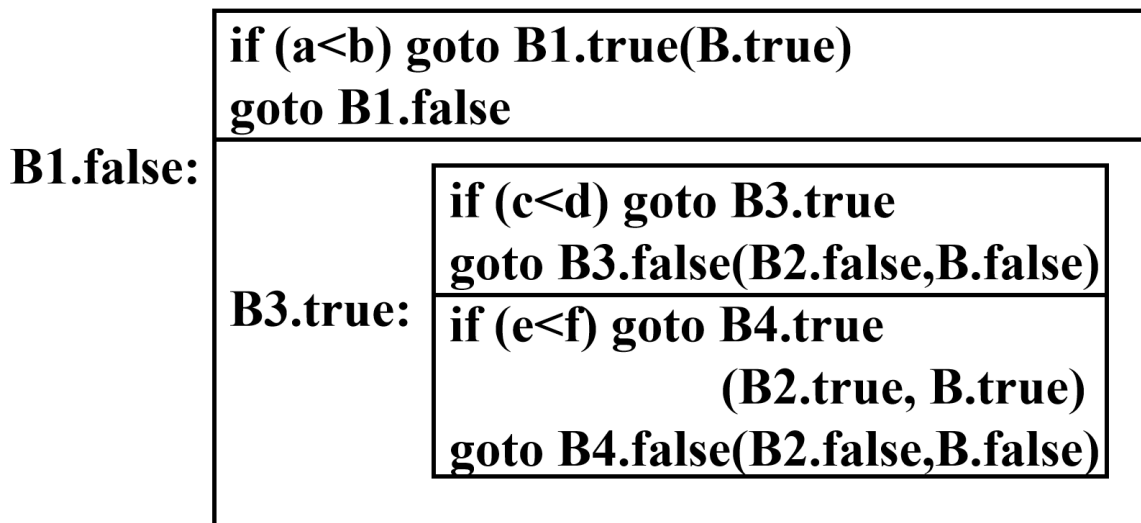 if (a<b) goto B1.true(B.true)
goto B1.false
B1.false:
if (c<d) goto B3.true
goto B3.false(B2.false,B.false)
B3.true:
if (e<f) goto B4.true
(B2.true, B.true)
goto B4.false(B2.false,B.false)